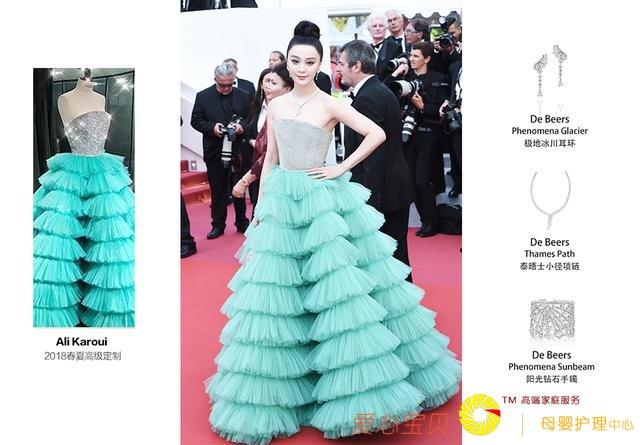 Ali Karoui
2018春夏高级定制
De Beers
Phenomena Glacier
极地冰川耳环
De Beers
Thames Path
泰晤士小径项链
De Beers
Phenomena Sunbeam
阳光钻石手镯
TM 高端家庭服务
爱心宝贝
母婴护理中心